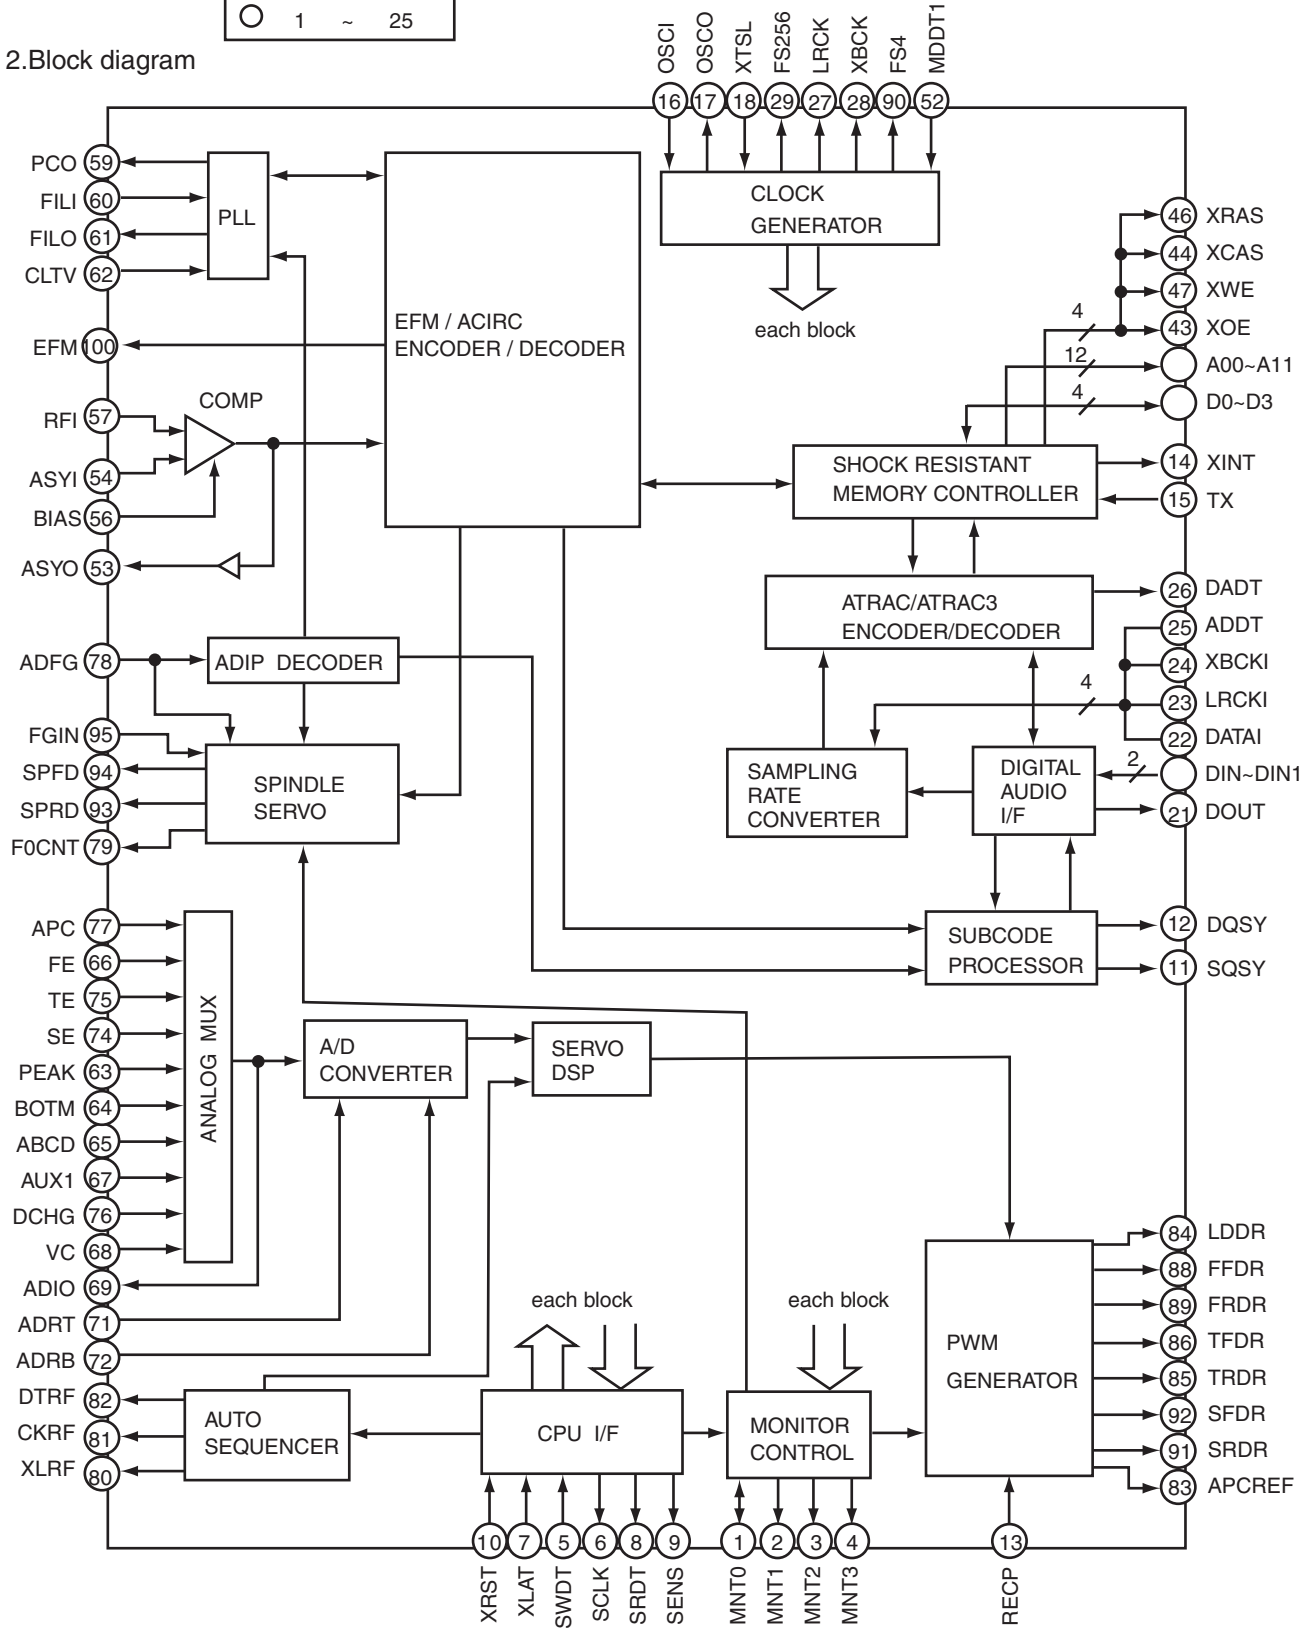 1 ~ 25
2.Block diagram
OSCI
OSCO
XTSL
FS256
LRCK
XBCK
FS4
MDDT1
16
17
18
29
27
28
90
52
CLOCK
GENERATOR
each block
PCO 59
FILI 60
FILO 61
CLTV 62
PLL
EFM 100
EFM / ACIRC
ENCODER / DECODER
COMP
RFI 57
ASYI 54
BIAS 56
ASYO 53
46 XRAS
44 XCAS
47 XWE
4
43 XOE
12
A00~A11
4
D0~D3
SHOCK RESISTANT
MEMORY CONTROLLER
14 XINT
15 TX
ATRAC/ATRAC3
ENCODER/DECODER
26 DADT
25 ADDT
24 XBCKI
4
23 LRCKI
22 DATAI
2
DIN~DIN1
21 DOUT
ADFG 78
ADIP DECODER
FGIN 95
SPFD 94
SPRD 93
F0CNT 79
SPINDLE
SERVO
SAMPLING
RATE
CONVERTER
DIGITAL
AUDIO
I/F
SUBCODE
PROCESSOR
12 DQSY
11 SQSY
APC 77
FE 66
TE 75
SE 74
PEAK 63
BOTM 64
ABCD 65
AUX1 67
DCHG 76
VC 68
ADIO 69
ADRT 71
ADRB 72
DTRF 82
CKRF 81
XLRF 80
ANALOG MUX
A/D
CONVERTER
SERVO
DSP
each block
each block
AUTO
SEQUENCER
CPU I/F
MONITOR
CONTROL
PWM
GENERATOR
84 LDDR
88 FFDR
89 FRDR
86 TFDR
85 TRDR
92 SFDR
91 SRDR
83 APCREF
10
7
5
6
8
9
1
2
3
4
13
XRST
XLAT
SWDT
SCLK
SRDT
SENS
MNT0
MNT1
MNT2
MNT3
RECP